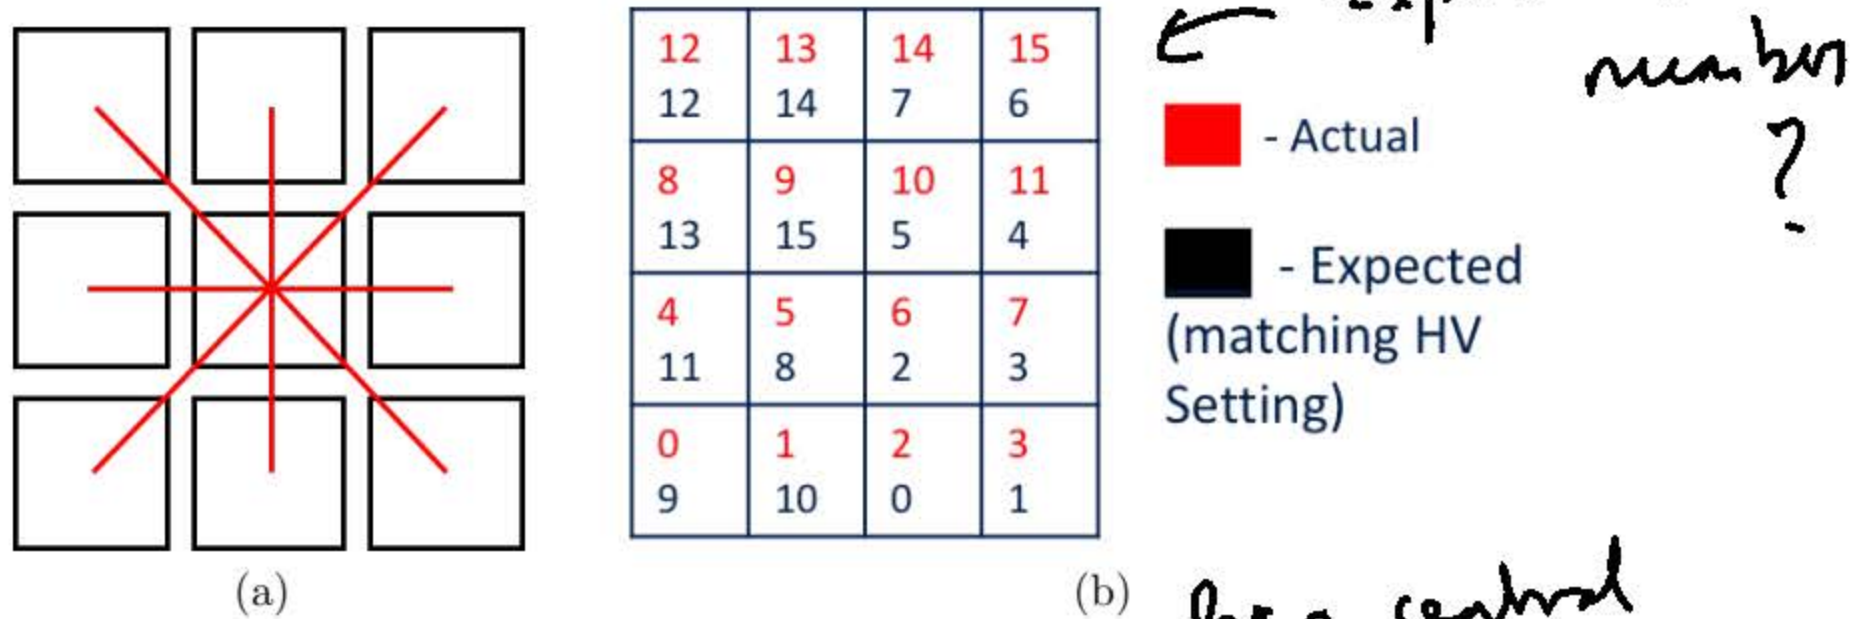 12 13 14 15
12 14 7 6
8 9 10 11
13 15 5 4
4 5 6 7
11 8 2 3
0 1 2 3
9 10 0 1
number
?
- Actual
- Expected
(matching HV
Setting)
(a)
(b)
for a central